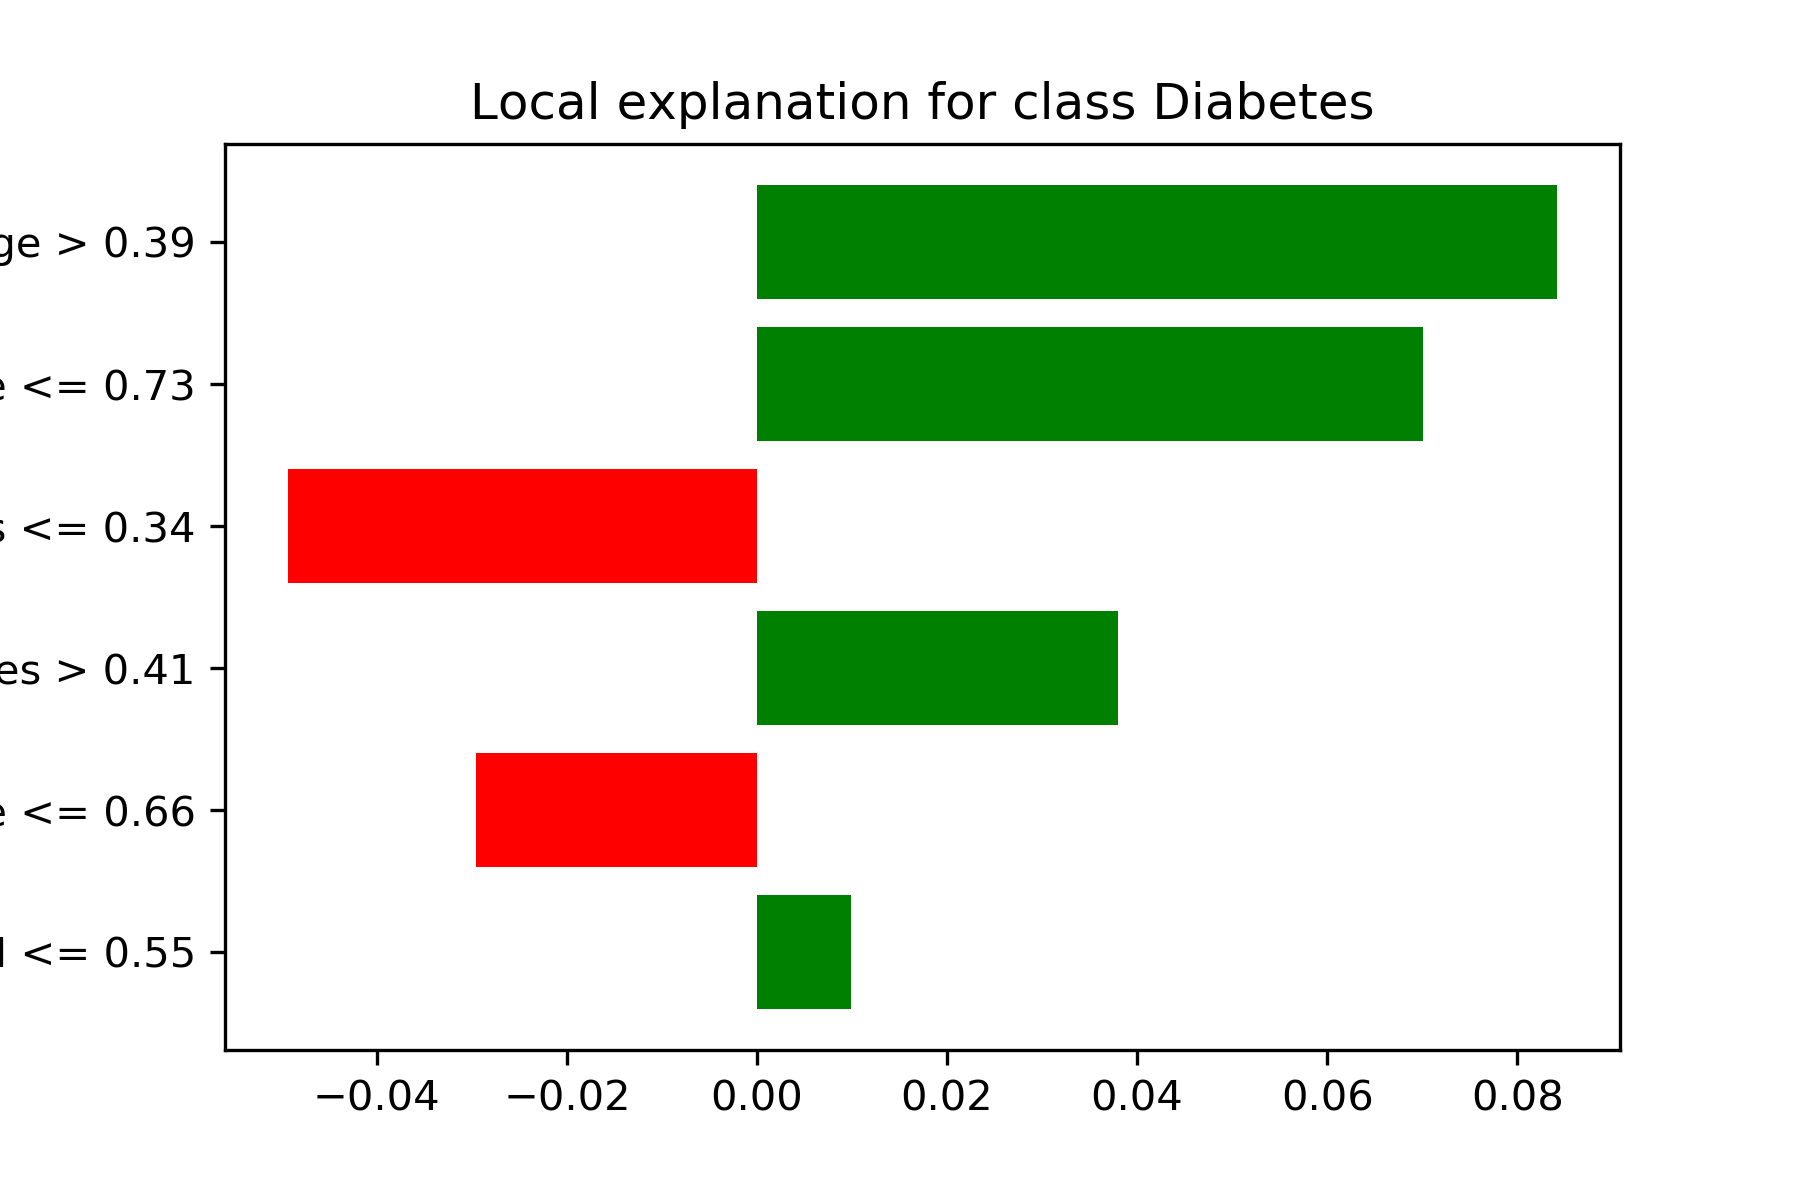 Local explanation for class Diabetes
ge > 0.39
e <= 0.73
s <= 0.34
es > 0.41
e <= 0.66
<= 0.55
−0.04 −0.02 0.00 0.02 0.04 0.06 0.08